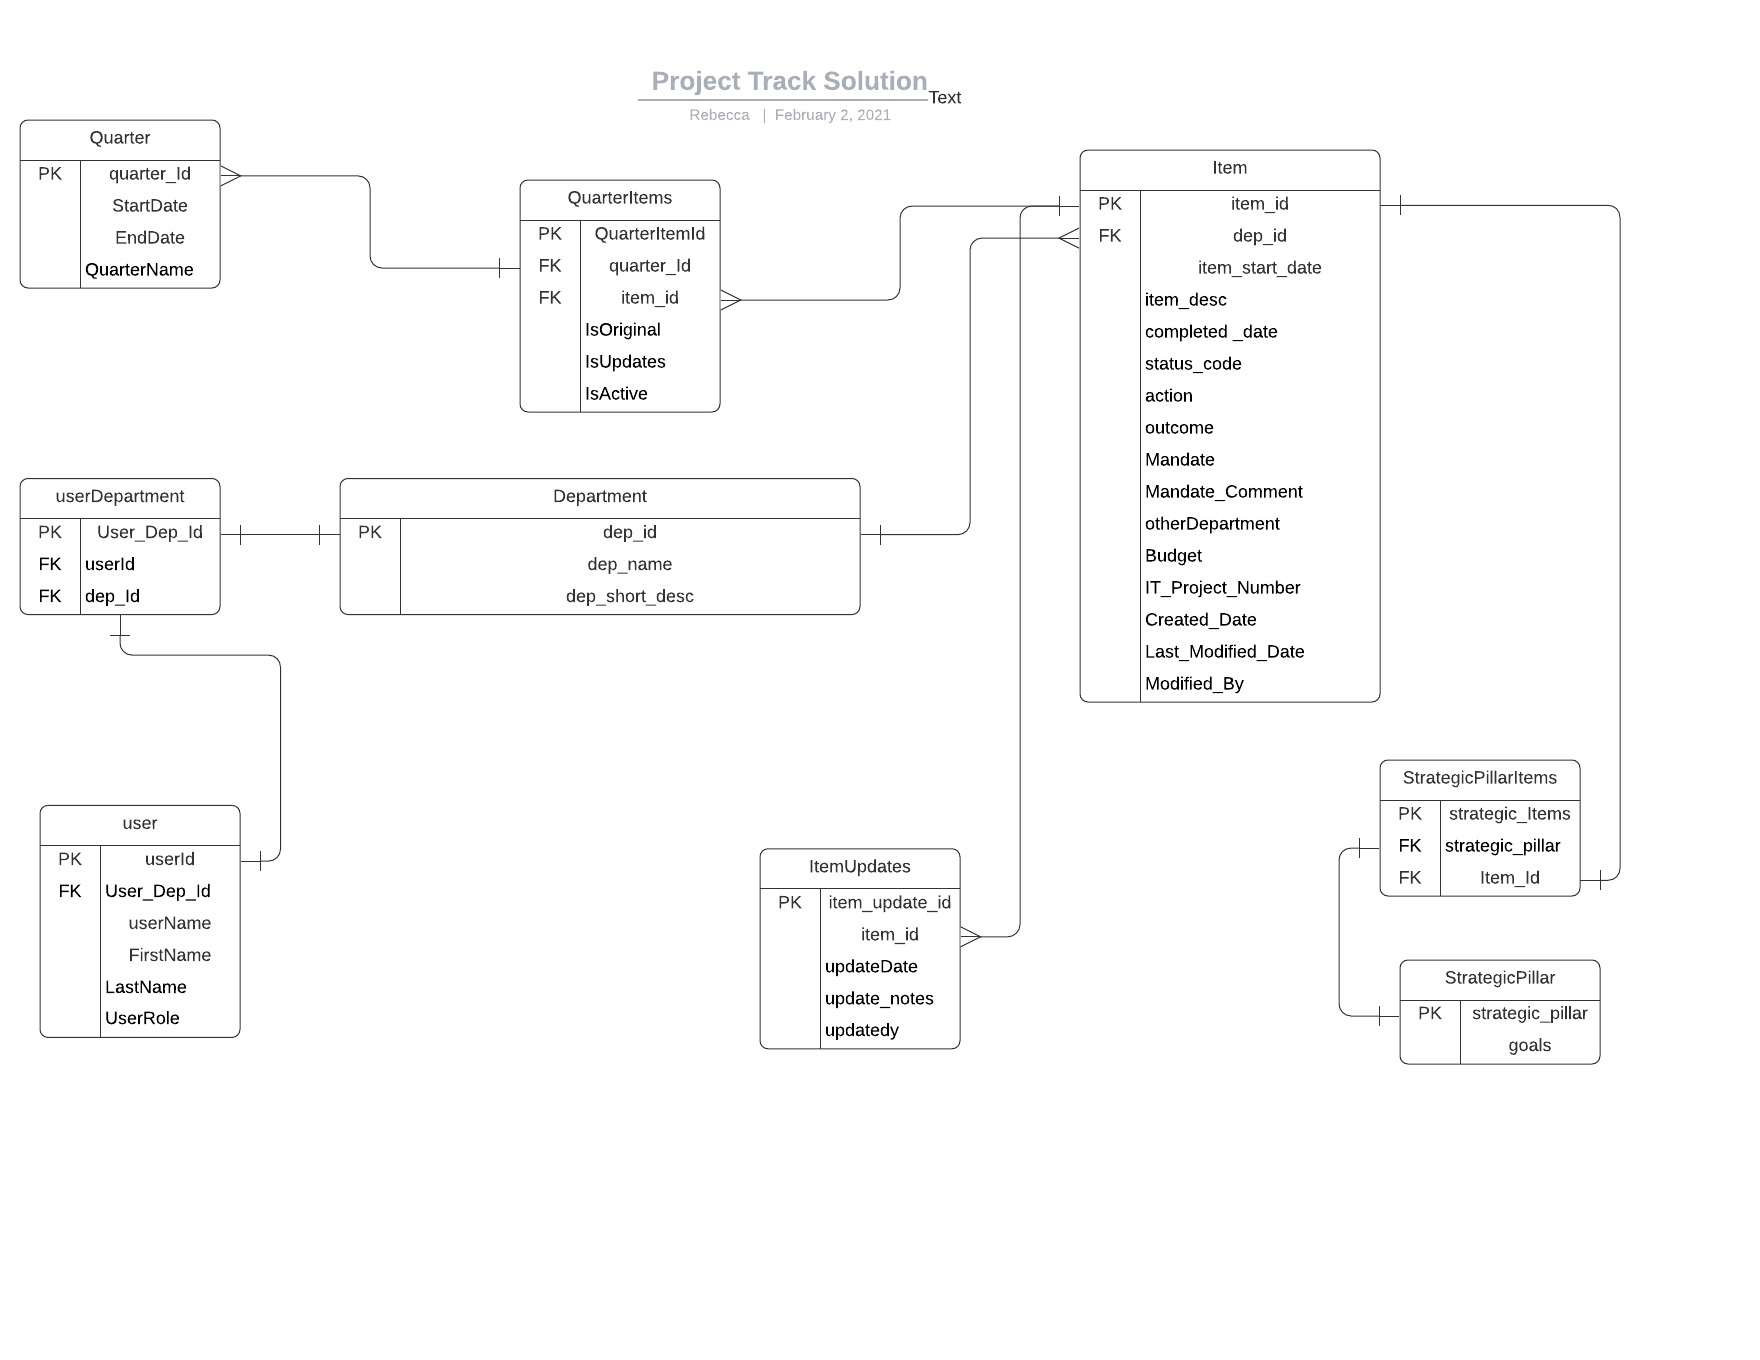 Project Track Solution
Text
Rebecca | February 2, 2021
Quarter
PK quarter_Id
StartDate
EndDate
QuarterName
QuarterItems
PK QuarterItemId
FK quarter_Id
FK item_id
IsOriginal
IsUpdates
IsActive
Item
PK item_id
FK dep_id
item_start_date
item_desc
completed _date
status_code
action
outcome
Mandate
Mandate_Comment
otherDepartment
Budget
IT_Project_Number
Created_Date
Last_Modified_Date
Modified_By
userDepartment
PK User_Dep_Id
FK userId
FK dep_Id
Department
PK dep_id
dep_name
dep_short_desc
user
PK userId
FK User_Dep_Id
userName
FirstName
LastName
UserRole
ItemUpdates
PK item_update_id
item_id
updateDate
update_notes
updatedy
StrategicPillarItems
PK strategic_Items
FK strategic_pillar
FK Item_Id
StrategicPillar
PK strategic_pillar
goals